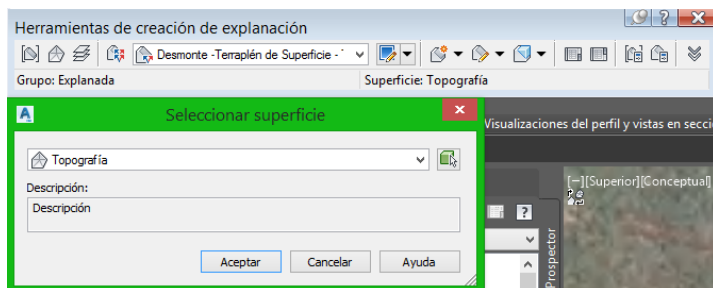 Herramientas de creación de explanación
Desmonte -Terraplén de Superficie -
Grupo: Explanada
Superficie: Topografía
Seleccionar superficie
Visualizaciones del perfil y vistas en secci
Topografía
[−][Superior][Conceptual]
Descripción:
Descripción
Prospector
Aceptar
Cancelar
Ayuda